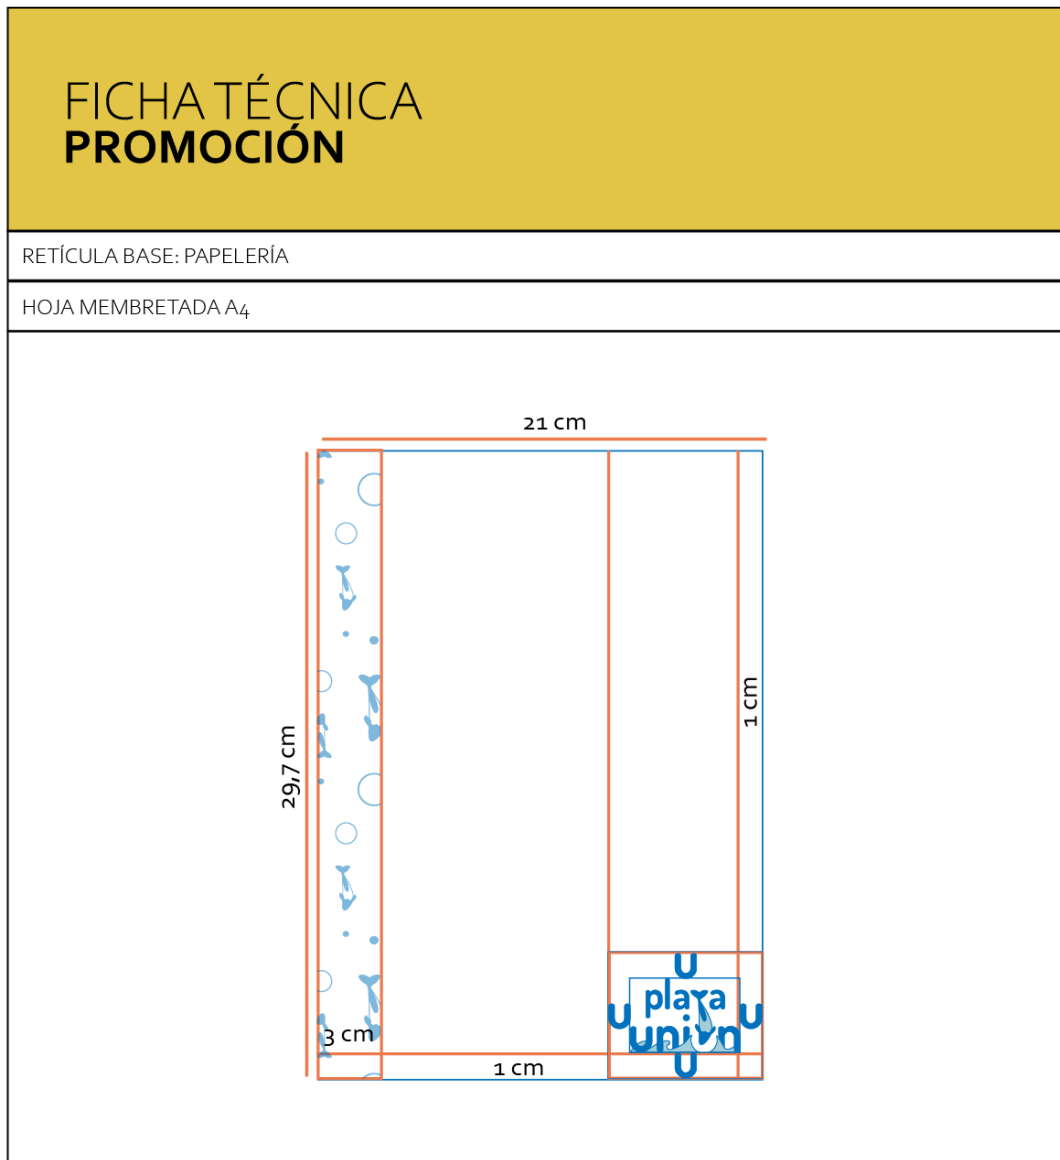 FICHA TÉCNICA
PROMOCIÓN
RETÍCULA BASE: PAPELERÍA
HOJA MEMBRETADA A4
21 cm
29,7 cm
1 cm
U
playa
U
U
unión
3 cm
U
1 cm